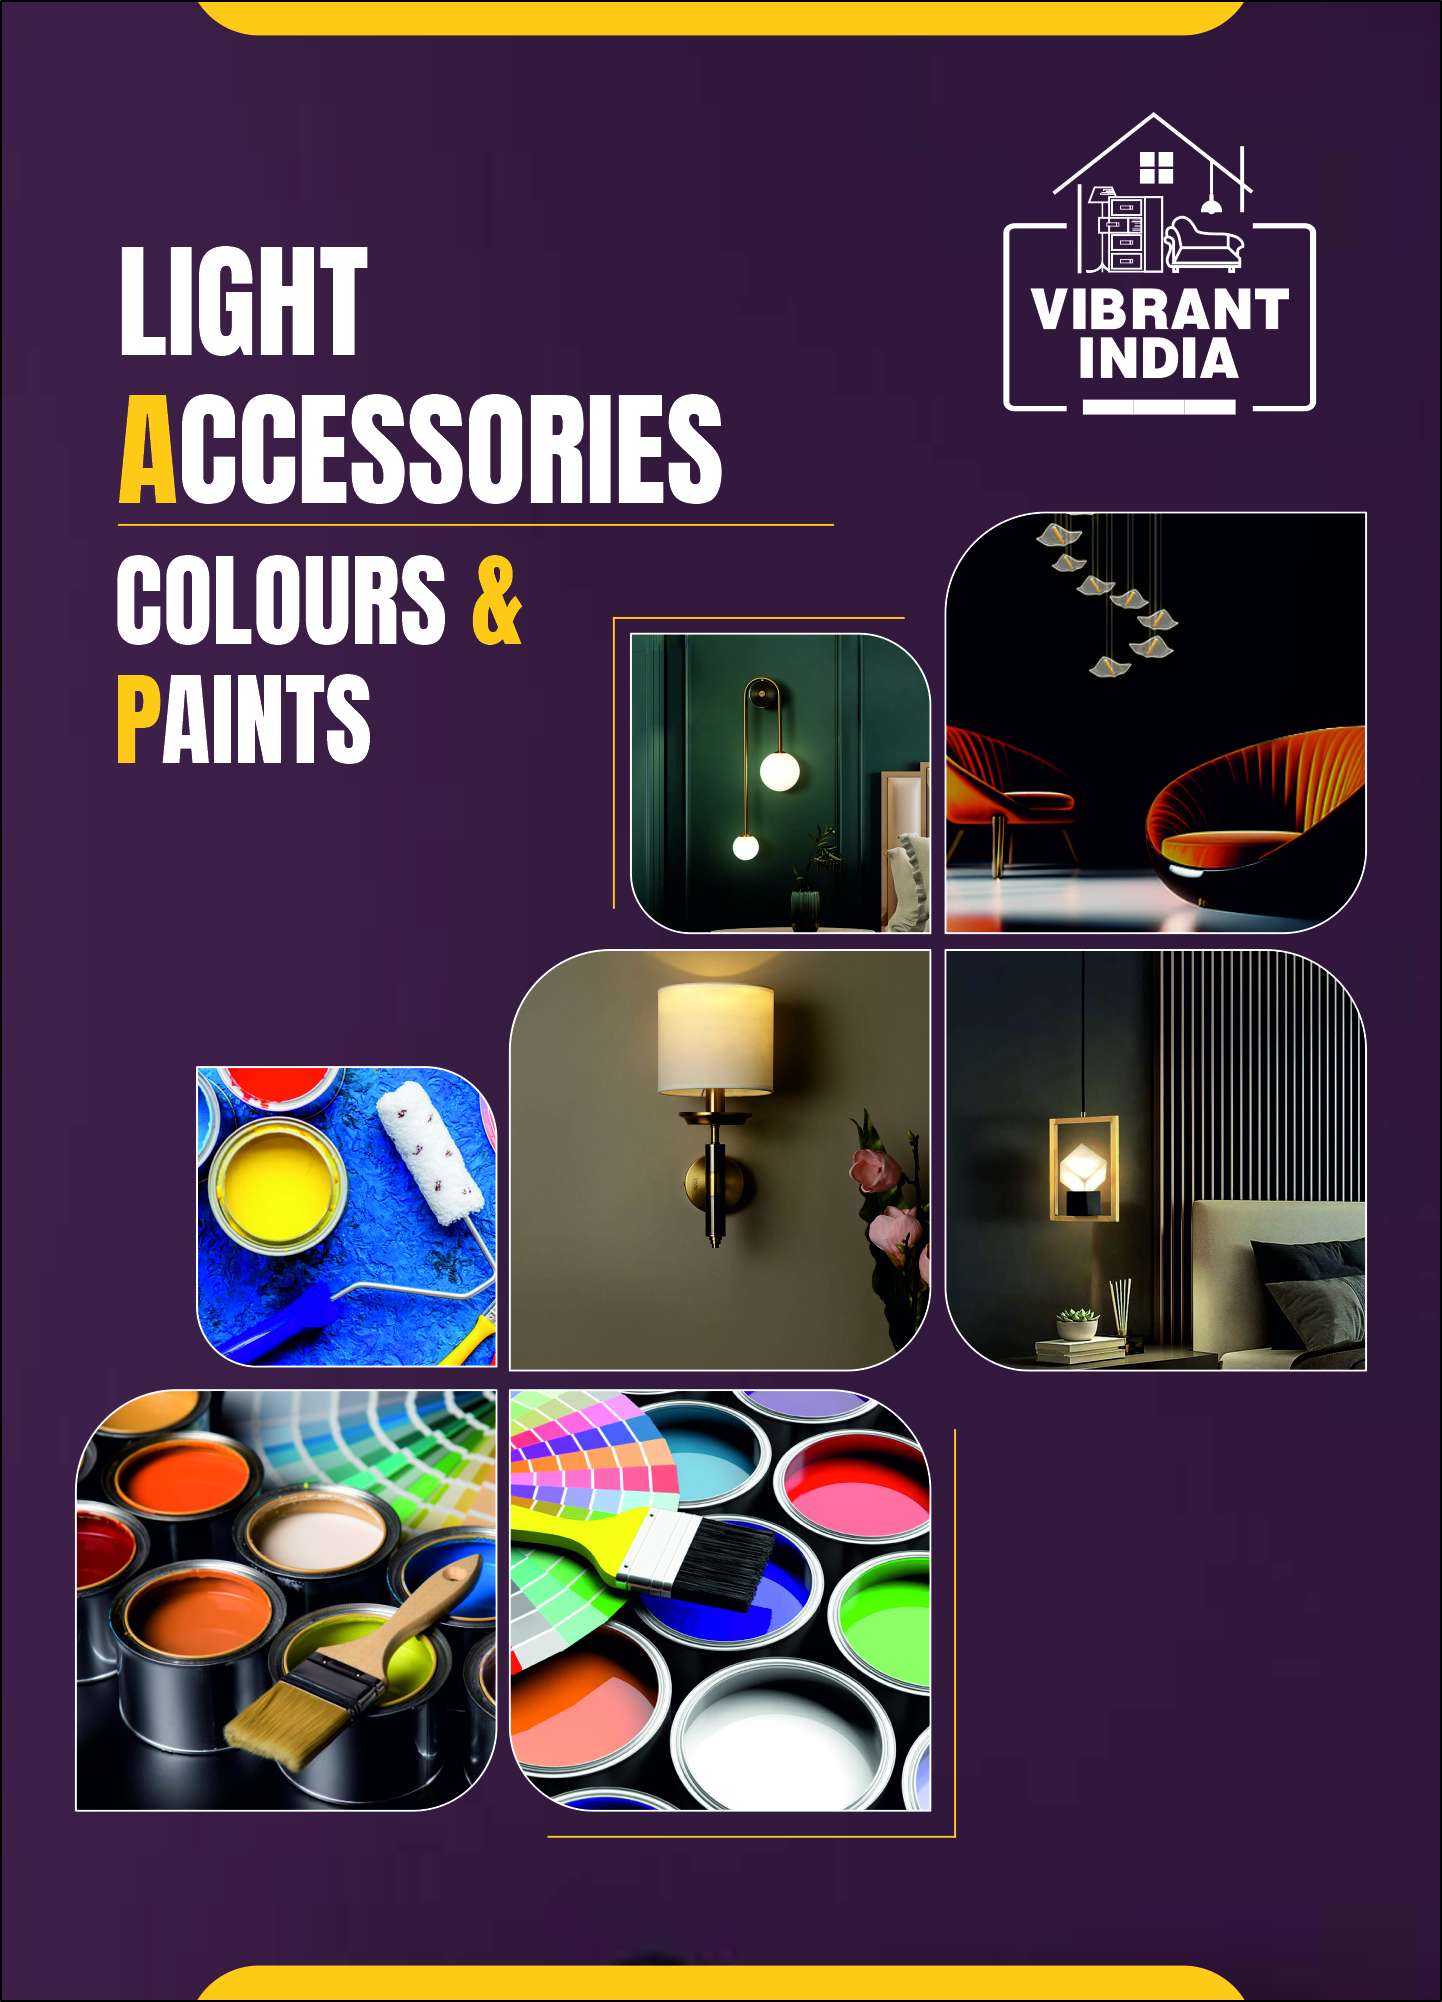 LIGHT
ACCESSORIES
COLOURS &
PAINTS
VIBRANT
INDIA